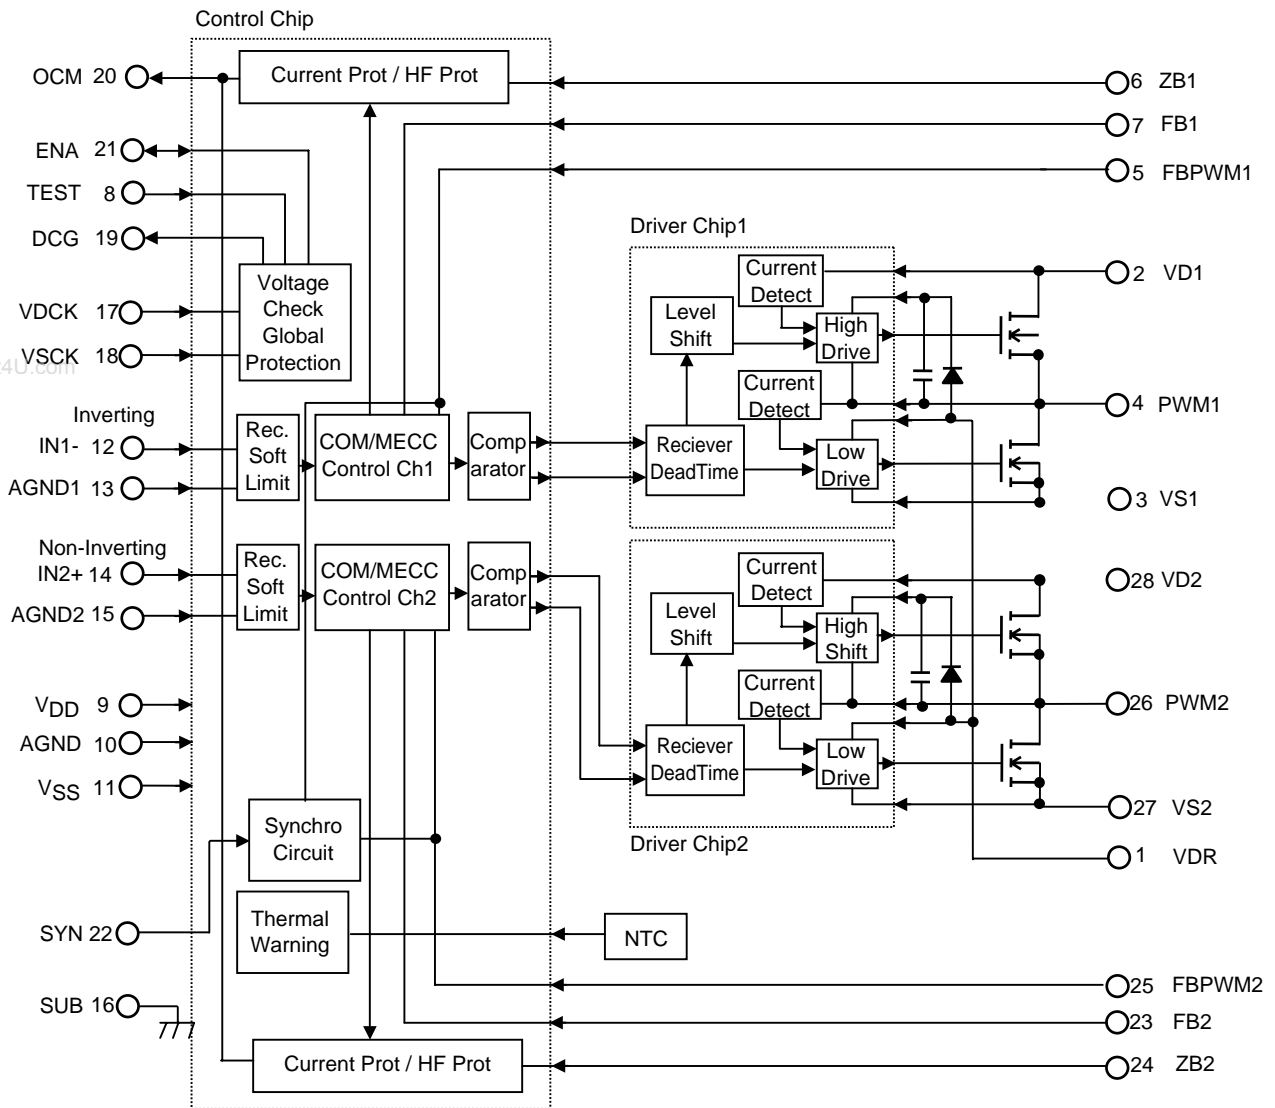 Control Chip
OCM 20
Current Prot / HF Prot
6 ZB1
7 FB1
ENA 21
5 FBPWM1
TEST 8
Driver Chip1
DCG 19
Voltage
Check
Global
Protection
Current
Detect
2 VD1
VDCK 17
Level
Shift
High
Drive
VSCK 18
4U.com
Current
Detect
4 PWM1
Inverting
IN1- 12
AGND1 13
Rec.
Soft
Limit
COM/MECC
Control Ch1
Comp
arator
Reciever
DeadTime
Low
Drive
3 VS1
Non-Inverting
IN2+ 14
AGND2 15
Rec.
Soft
Limit
COM/MECC
Control Ch2
Comp
arator
Current
Detect
28 VD2
Level
Shift
High
Shift
Current
Detect
26 PWM2
VDD 9
AGND 10
VSS 11
Reciever
DeadTime
Low
Drive
27 VS2
Synchro
Circuit
Driver Chip2
1 VDR
Thermal
Warning
NTC
SYN 22
25 FBPWM2
SUB 16
23 FB2
Current Prot / HF Prot
24 ZB2